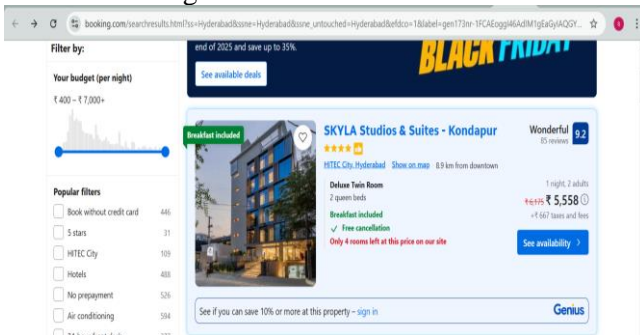 booking.com/searchresults.html?ss=Hyderabad&ssne=Hyderabad&ssne_untouched=Hyderabad&efdco=1&label=gen173nr-
Filter by:
Your budget (per night)
₹ 400 – ₹ 7,000+
Popular filters
Book without credit card 446
5 stars 31
HITEC City 109
Hotels 488
No prepayment 526
Air conditioning 594
end of 2025 and save up to 35%.
See available deals
BLACK FRIDAY
Breakfast included
SKYLA Studios & Suites - Kondapur
Wonderful 9.2
85 reviews
HITEC City, Hyderabad Show on map 8.9 km from downtown
Deluxe Twin Room
1 night, 2 adults
2 queen beds
₹ 6,175 ₹ 5,558
Breakfast included
+₹ 667 taxes and fees
Free cancellation
Only 4 rooms left at this price on our site
See availability
See if you can save 10% or more at this property – sign in
Genius